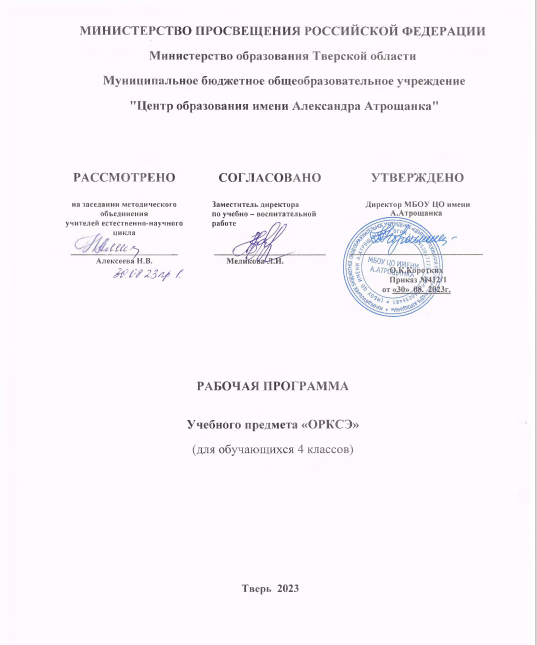 МИНИСТЕРСТВО ПРОСВЕЩЕНИЯ РОССИЙСКОЙ ФЕДЕРАЦИИ
Министерство образования Тверской области
Муниципальное бюджетное общеобразовательное учреждение
"Центр образования имени Александра Атрощанка"
РАССМОТРЕНО
на заседании методического
объединения
учителей естественно-научного
цикла
Алексеева Н.В.
СОГЛАСОВАНО
Заместитель директора
по учебно – воспитательной
работе
Меликова Л.И.
УТВЕРЖДЕНО
Директор МБОУ ЦО имени
А.Атрощанка
МБОУ ЦО ИМЕНИ
О.К.Коротких
Приказ №412/1
от «30» 08. 2023г.
РАБОЧАЯ ПРОГРАММА
Учебного предмета «ОРКСЭ»
(для обучающихся 4 классов)
Тверь 2023